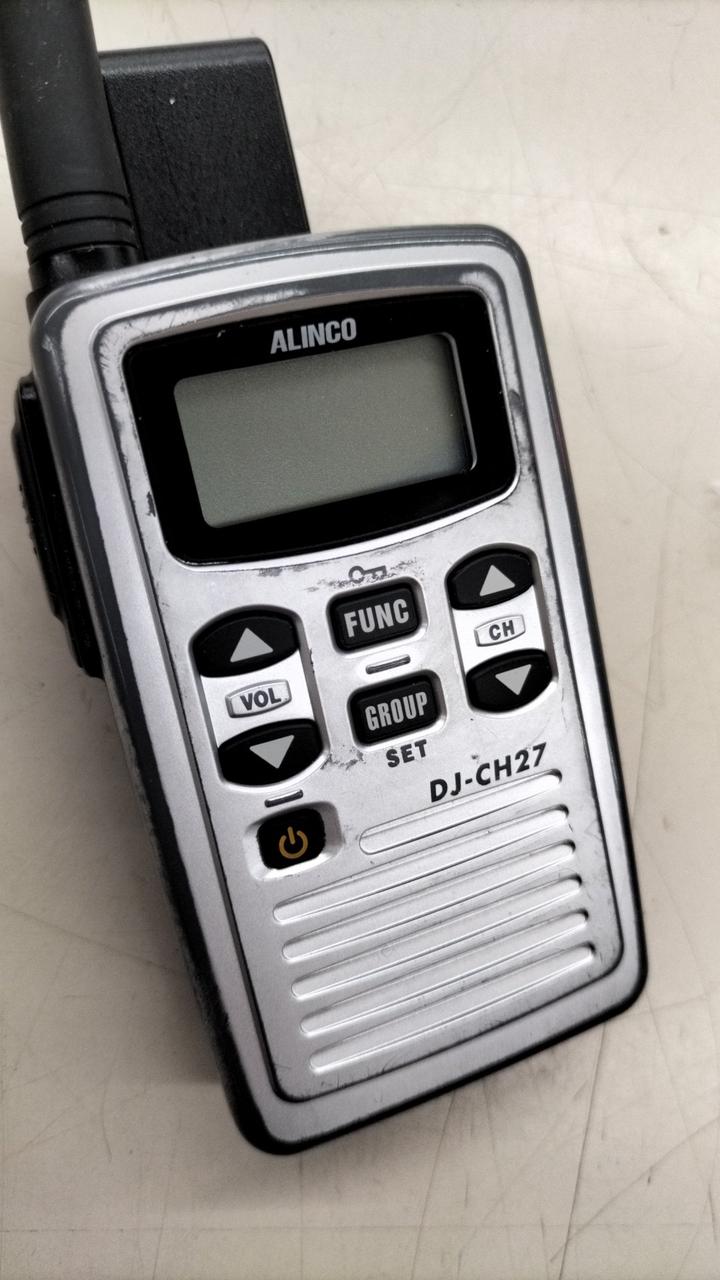 ALINCO
FUNC
CH
VOL
GROUP
SET
DJ-CH27